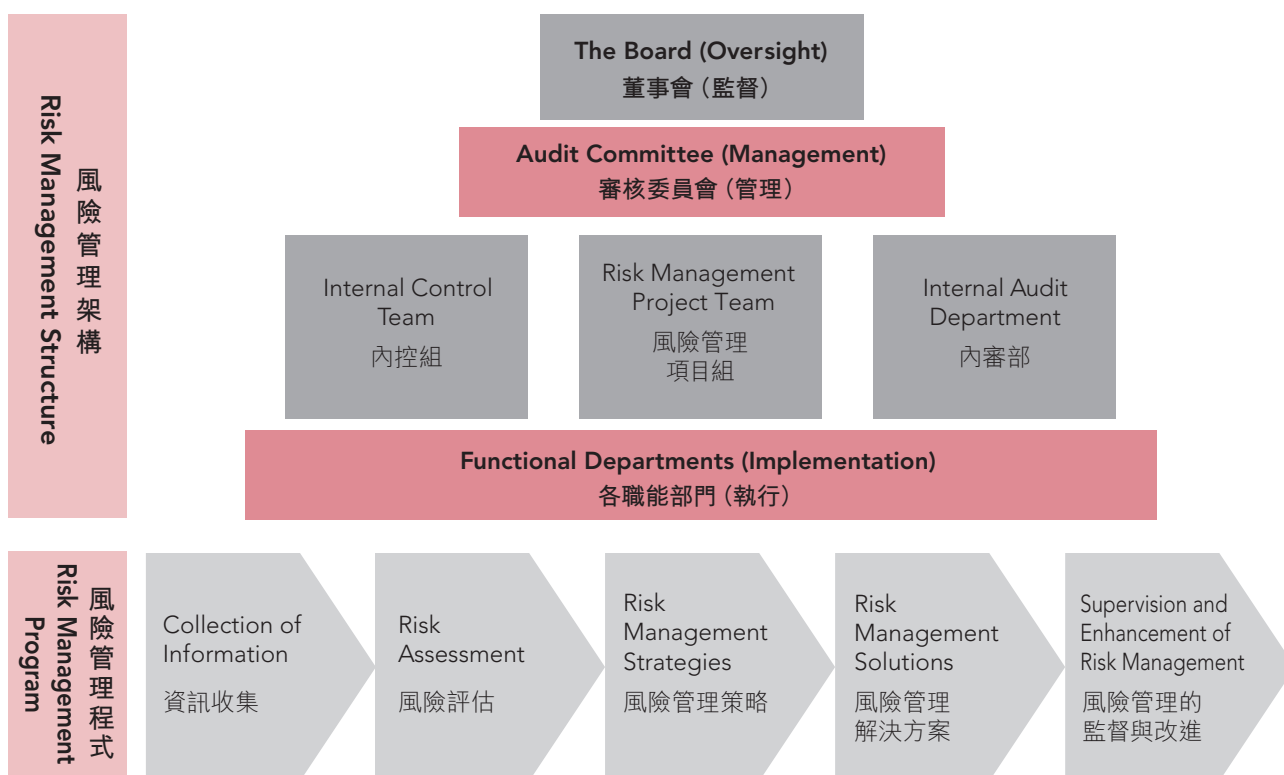 風險管理架構
Risk Management Structure
The Board (Oversight)
董事會（監督）
Audit Committee (Management)
審核委員會（管理）
Internal Control
Team
內控組
Risk Management
Project Team
風險管理
項目組
Internal Audit
Department
內審部
Functional Departments (Implementation)
各職能部門（執行）
風險管理程式
Risk Management
Program
Collection of
Information
資訊收集
Risk
Assessment
風險評估
Risk
Management
Strategies
風險管理策略
Risk
Management
Solutions
風險管理
解決方案
Supervision and
Enhancement of
Risk Management
風險管理的
監督與改進